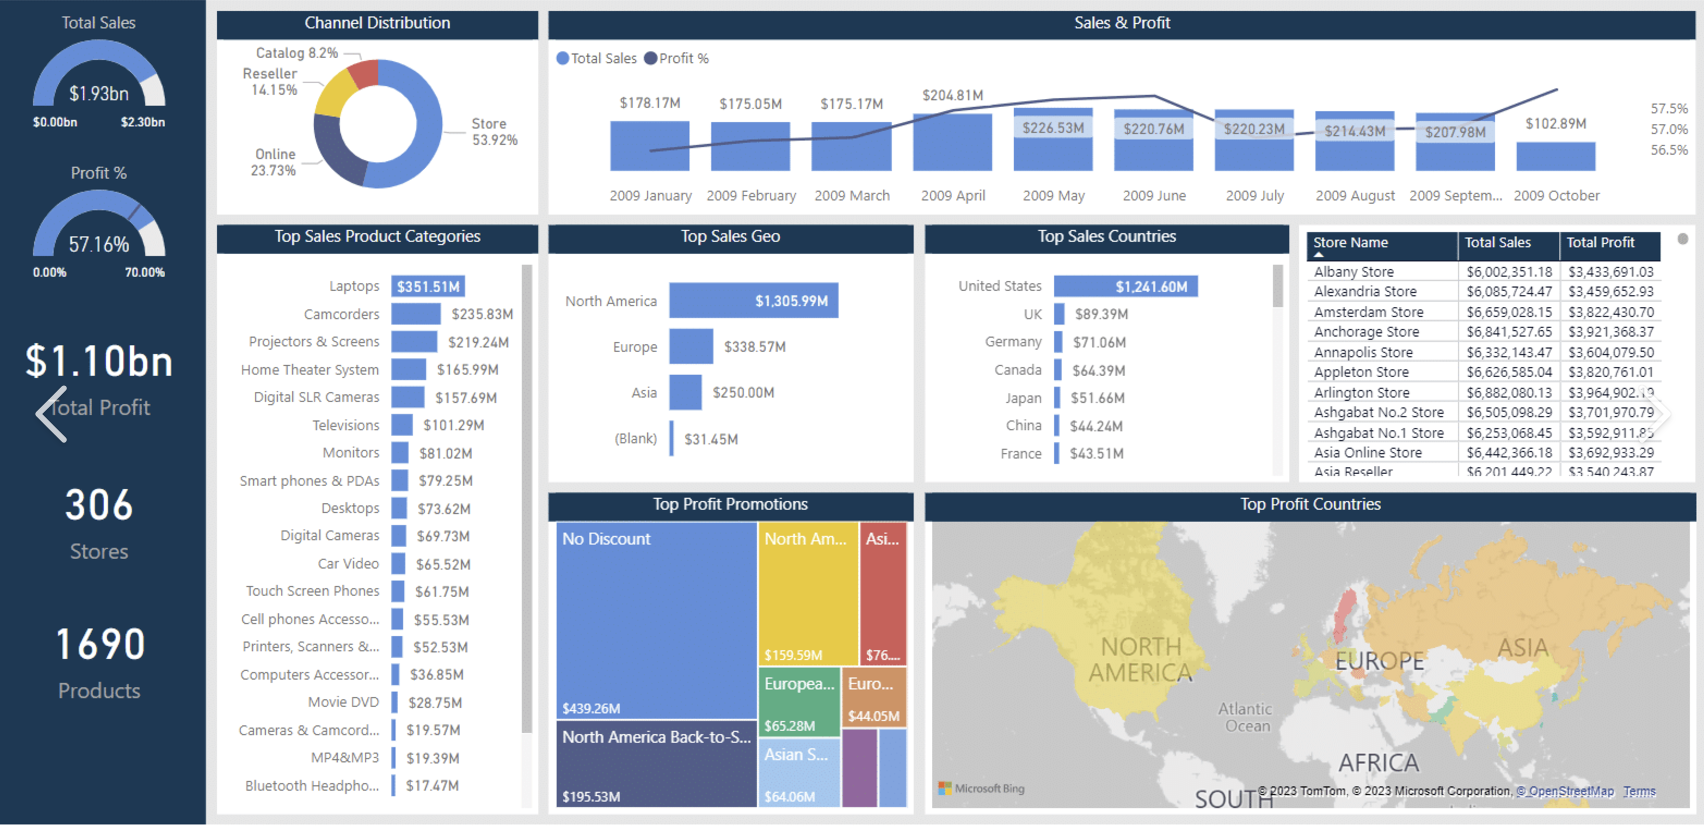 Total Sales
$1.93bn
$0.00bn $2.30bn
Profit %
57.16%
0.00% 70.00%
$1.10bn
Total Profit
306
Stores
1690
Products
Channel Distribution
Catalog 8.2%
Reseller
14.15%
Store
53.92%
Online
23.73%
Sales & Profit
Total Sales Profit %
$178.17M $175.05M $175.17M $204.81M $226.53M $220.76M $220.23M $214.43M $207.98M $102.89M
57.5%
57.0%
56.5%
2009 January 2009 February 2009 March 2009 April 2009 May 2009 June 2009 July 2009 August 2009 Septem... 2009 October
Top Sales Product Categories
Laptops $351.51M
Camcorders $235.83M
Projectors & Screens $219.24M
Home Theater System $165.99M
Digital SLR Cameras $157.69M
Televisions $101.29M
Monitors $81.02M
Smart phones & PDAs $79.25M
Desktops $73.62M
Digital Cameras $69.73M
Car Video $65.52M
Touch Screen Phones $61.75M
Cell phones Accesso... $55.53M
Printers, Scanners &... $52.53M
Computers Accessor... $36.85M
Movie DVD $28.75M
Cameras & Camcord... $19.57M
MP4&MP3 $19.39M
Bluetooth Headpho... $17.47M
Top Sales Geo
North America $1,305.99M
Europe $338.57M
Asia $250.00M
(Blank) $31.45M
Top Sales Countries
United States $1,241.60M
UK $89.39M
Germany $71.06M
Canada $64.39M
Japan $51.66M
China $44.24M
France $43.51M
Store Name Total Sales Total Profit
Albany Store $6,002,351.18 $3,433,691.03
Alexandria Store $6,085,724.47 $3,459,652.93
Amsterdam Store $6,659,028.15 $3,822,430.70
Anchorage Store $6,841,527.65 $3,921,368.37
Annapolis Store $6,332,143.47 $3,604,079.50
Appleton Store $6,626,585.04 $3,820,761.01
Arlington Store $6,882,080.13 $3,964,902.19
Ashgabat No.2 Store $6,505,098.29 $3,701,970.79
Ashgabat No.1 Store $6,253,068.45 $3,592,911.85
Asia Online Store $6,442,366.18 $3,692,933.29
Asia Reseller $6,201,449.22 $3,540,243.87
Top Profit Promotions
No Discount
$439.26M
North America Back-to-S...
$195.53M
North Am...
$159.59M
Asi...
$76....
Europea...
$65.28M
Euro...
$44.05M
Asian S...
$64.06M
Top Profit Countries
NORTH
AMERICA
EUROPE
ASIA
Atlantic
Ocean
AFRICA
SOUTH
Microsoft Bing
© 2023 TomTom, © 2023 Microsoft Corporation, © OpenStreetMap Terms